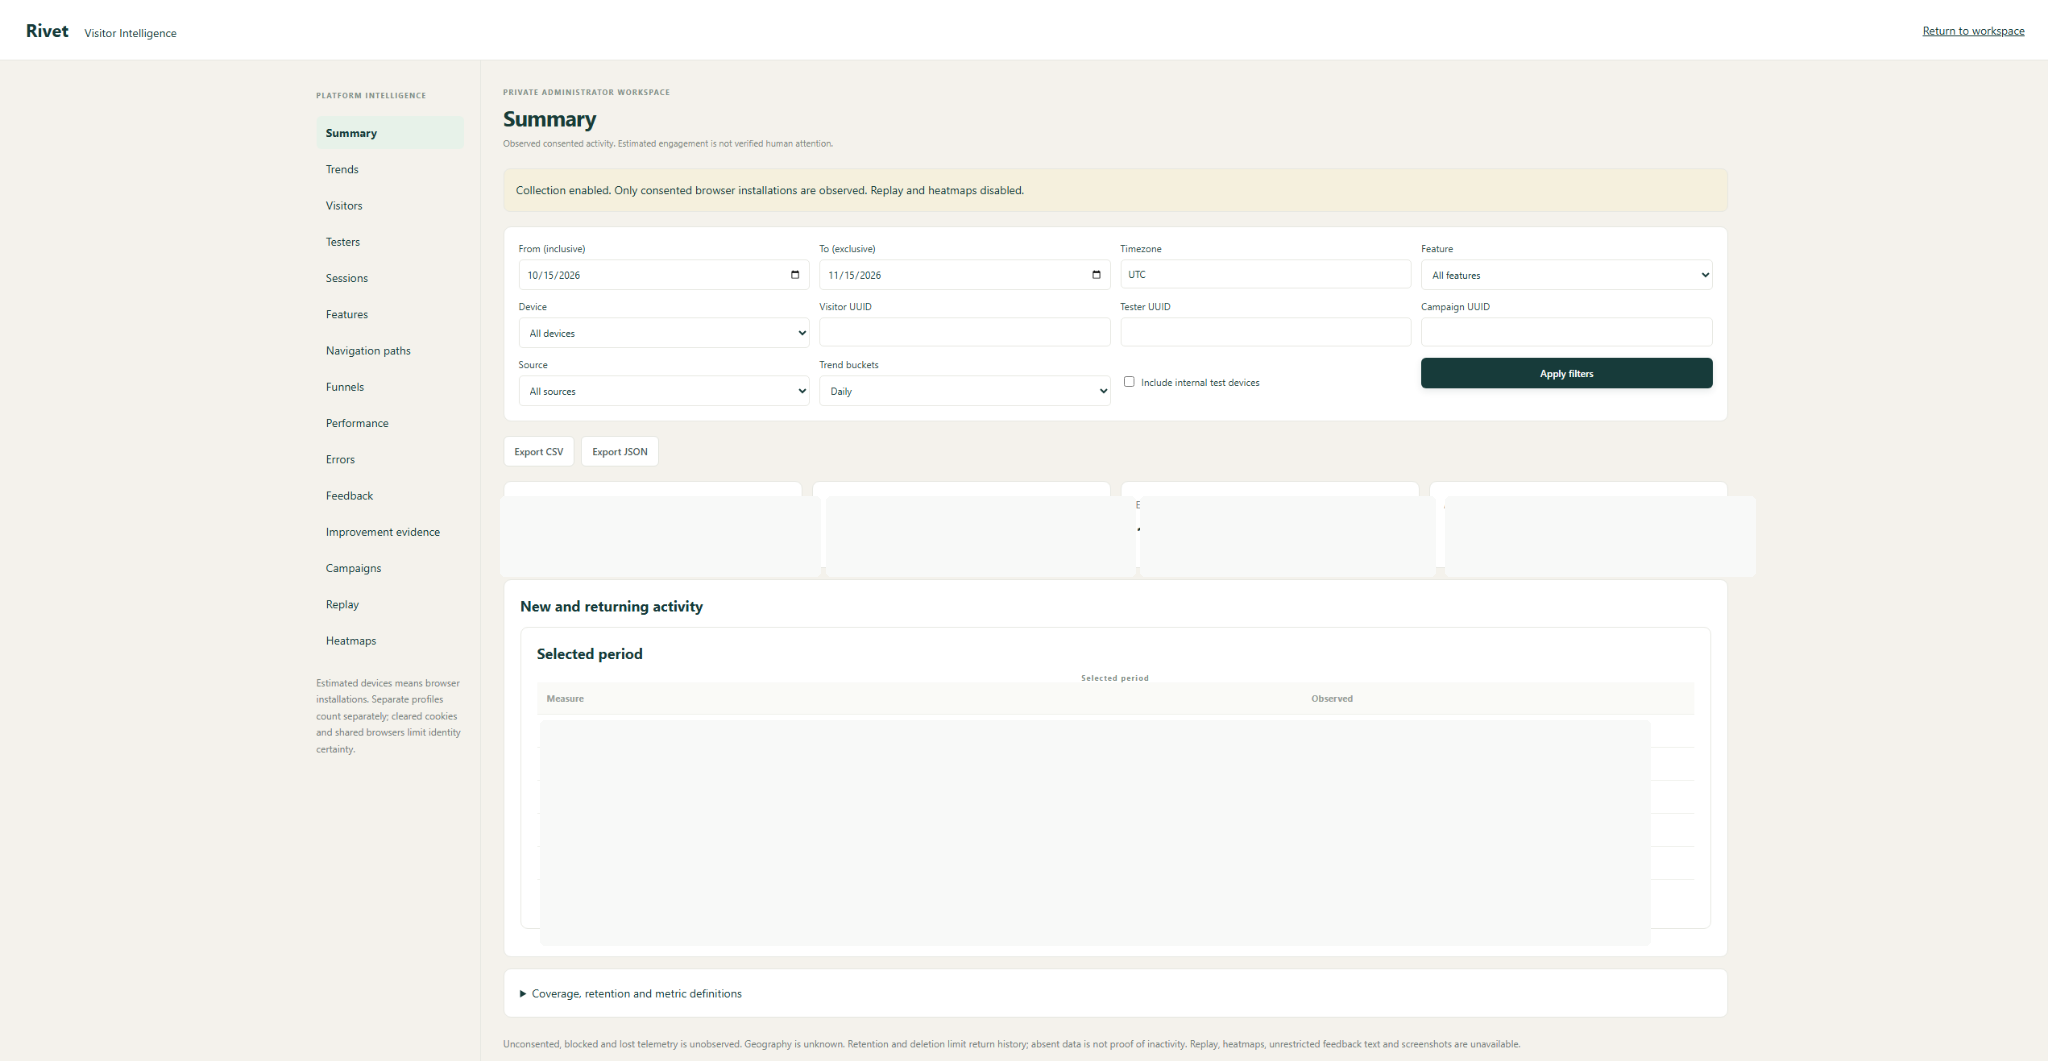 Rivet
Visitor Intelligence
Return to workspace
PLATFORM INTELLIGENCE
Summary
Trends
Visitors
Testers
Sessions
Features
Navigation paths
Funnels
Performance
Errors
Feedback
Improvement evidence
Campaigns
Replay
Heatmaps
Estimated devices means browser
installations. Separate profiles
count separately; cleared cookies
and shared browsers limit identity
certainty.
PRIVATE ADMINISTRATOR WORKSPACE
Summary
Observed consented activity. Estimated engagement is not verified human attention.
Collection enabled. Only consented browser installations are observed. Replay and heatmaps disabled.
From (inclusive)
10/15/2026
To (exclusive)
11/15/2026
Timezone
UTC
Feature
All features
Device
All devices
Visitor UUID
Tester UUID
Campaign UUID
Source
All sources
Trend buckets
Daily
Include internal test devices
Apply filters
Export CSV
Export JSON
New and returning activity
Selected period
Selected period
Measure
Observed
Coverage, retention and metric definitions
Unconsented, blocked and lost telemetry is unobserved. Geography is unknown. Retention and deletion limit return history; absent data is not proof of inactivity. Replay, heatmaps, unrestricted feedback text and screenshots are unavailable.